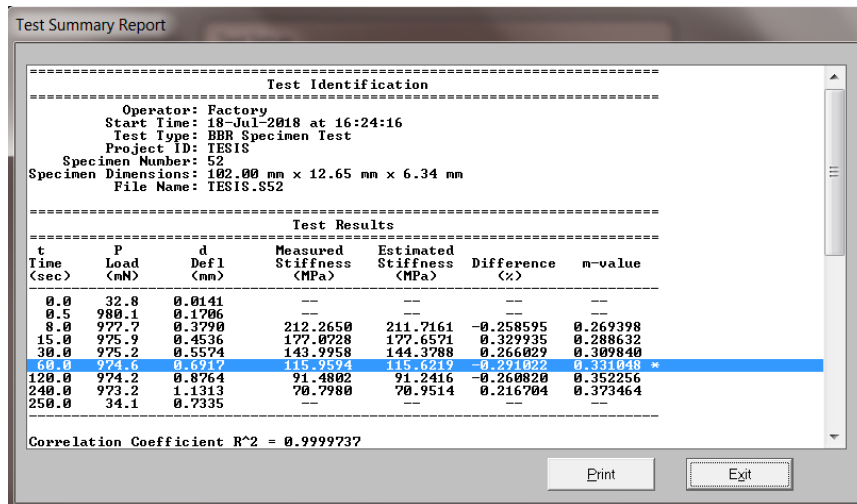 Test Summary Report
Test Identification
Operator: Factory
Start Time: 18-Jul-2018 at 16:24:16
Test Type: BBR Specimen Test
Project ID: TESIS
Specimen Number: 52
Specimen Dimensions: 102.00 mm x 12.65 mm x 6.34 mm
File Name: TESIS.S52
Test Results
t P d Measured Estimated
Time Load Defl Stiffness Stiffness Difference m-value
(sec) (mN) (mm) (MPa) (MPa) (%)
0.0 32.8 0.0141 -- -- -- --
0.5 980.1 0.1706 -- -- -- --
8.0 977.7 0.3790 212.2650 211.7161 -0.258595 0.269398
15.0 975.9 0.4536 177.0728 177.6571 0.329935 0.288632
30.0 975.2 0.5574 143.9958 144.3788 0.266029 0.309840
60.0 974.6 0.6917 115.9594 115.6219 -0.291022 0.331048 *
120.0 974.2 0.8764 91.4802 91.2416 -0.260820 0.352256
240.0 973.2 1.1313 70.7980 70.9514 0.216704 0.373464
250.0 34.1 0.7335 -- -- -- --
Correlation Coefficient R^2 = 0.9999737
Print Exit